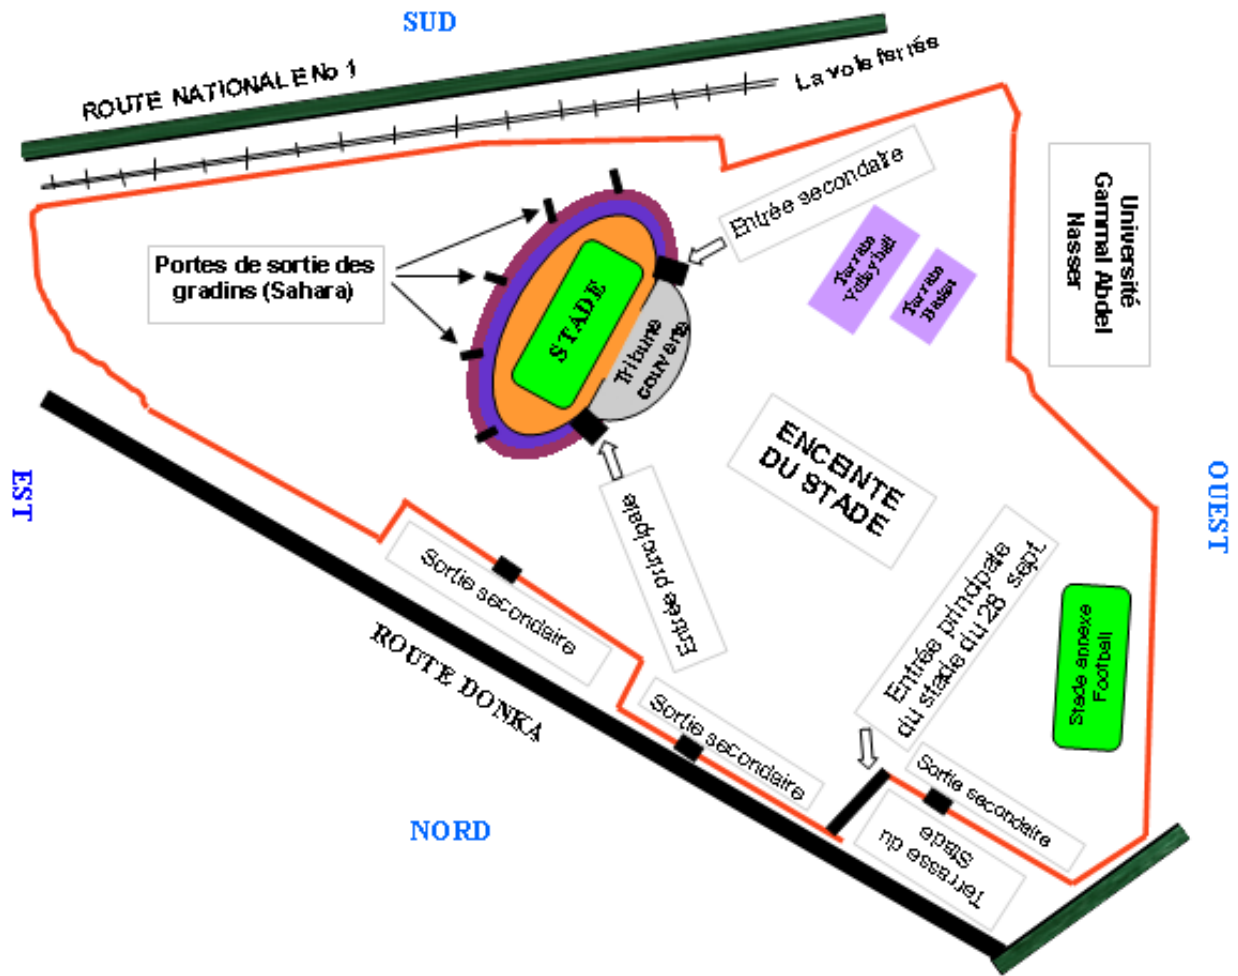 SUD
ROUTE NATIONALE No 1
La voie ferrée
Entrée secondaire
Université
Gammal Abdel
Nasser
Portes de sortie des
gradins (Sahara)
STADE
Tribune
couverte
Terrain
Volleyball
Terrain
Basket
ENCEINTE
DU STADE
EST
OUEST
Entrée principale
Sortie secondaire
Entrée principale
du stade du 28 sept.
Stade annexe
Football
ROUTE DONKA
Sortie secondaire
Sortie secondaire
Terrasse du
Stade
NORD